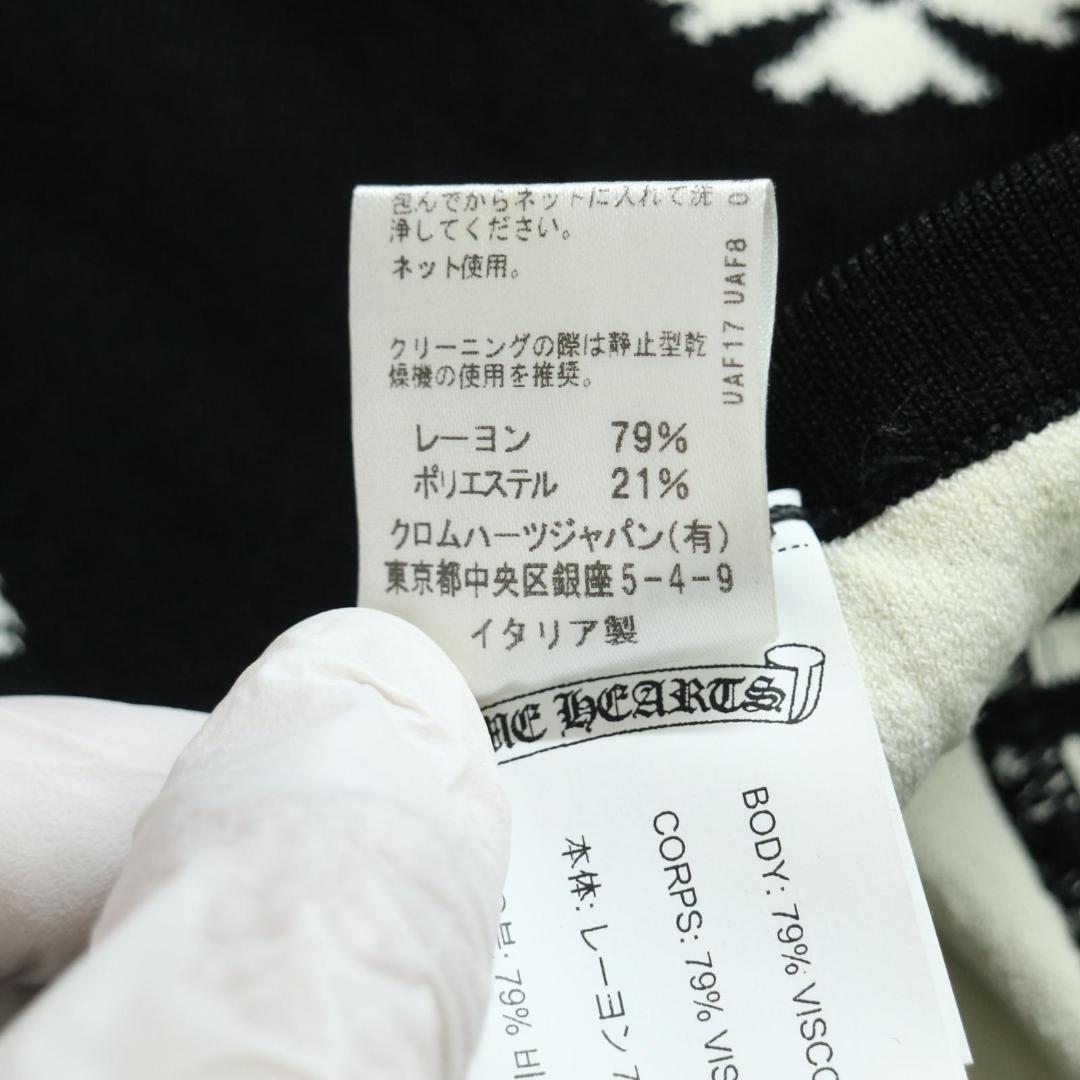 包んでからネットに入れて洗
浄してください。
ネット使用。
クリーニングの際は静止型乾
燥機の使用を推奨。
レーヨン 79%
ポリエステル 21%
クロムハーツジャパン(有)
東京都中央区銀座5-4-9
イタリア製
UAF17 UAF8
HEARTS
BODY: 79%
CORPS: 79%
本体: レーヨン
79%